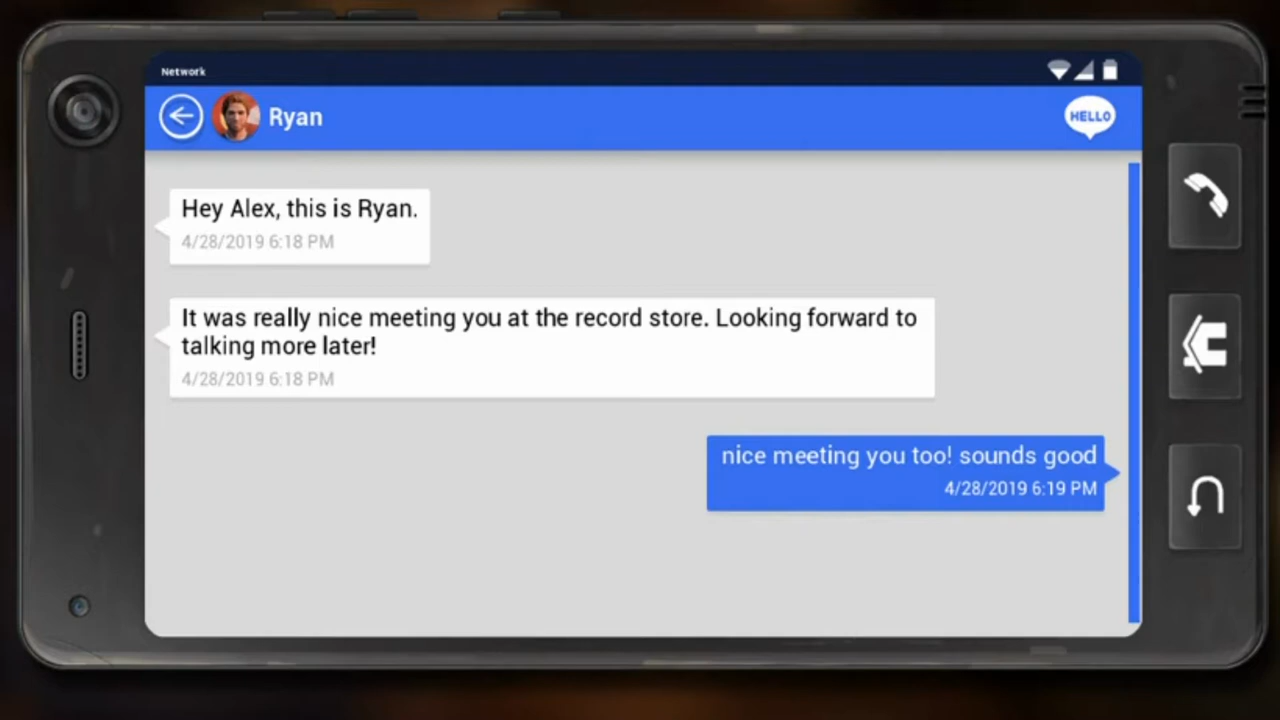 Network
Ryan
HELLO
Hey Alex, this is Ryan.
4/28/2019 6:18 PM
It was really nice meeting you at the record store. Looking forward to
talking more later!
4/28/2019 6:18 PM
nice meeting you too! sounds good
4/28/2019 6:19 PM